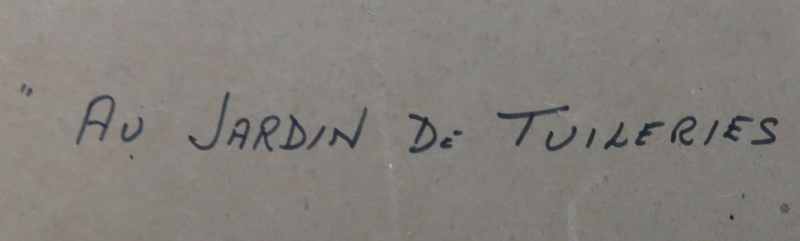 " AU JARDIN DE TUILERIES